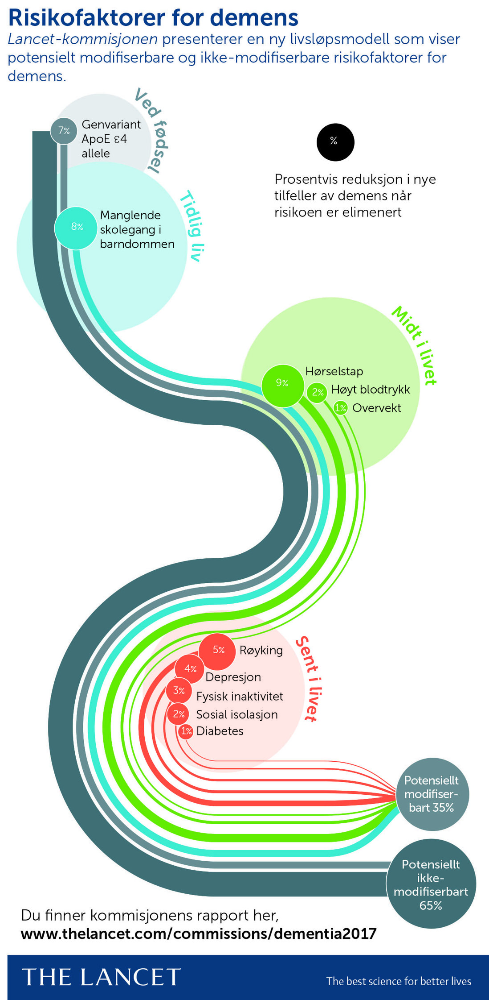 Risikofaktorer for demens
Lancet-kommisjonen presenterer en ny livsløpsmodell som viser
potensielt modifiserbare og ikke-modifiserbare risikofaktorer for
demens.
Ved fødsel
7%
Genvariant
ApoE ε4
allele
%
Prosentvis reduksjon i nye
tilfeller av demens når
risikoen er elimenert
Tidlig liv
8%
Manglende
skolegang i
barndommen
Midt i livet
9%
Hørselstap
2%
Høyt blodtrykk
1%
Overvekt
Sent i livet
5%
Røyking
4%
Depresjon
3%
Fysisk inaktivitet
2%
Sosial isolasjon
1%
Diabetes
Potensiellt
modifiser-
bart 35%
Potensiellt
ikke-
modifiserbart
65%
Du finner kommisjonens rapport her,
www.thelancet.com/commissions/dementia2017
THE LANCET
The best science for better lives